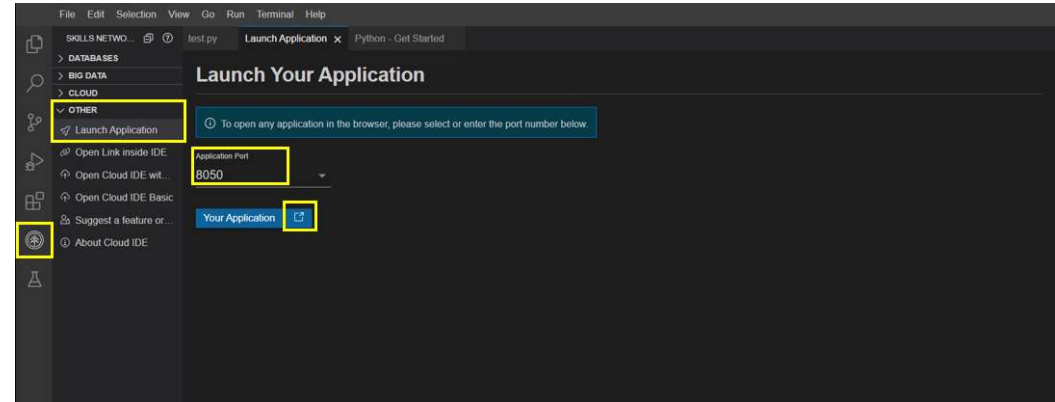 File Edit Selection View Go Run Terminal Help
SKILLS NETWO...
test.py Launch Application x Python - Get Started
> DATABASES
> BIG DATA
> CLOUD
OTHER
Launch Application
Open Link inside IDE
Open Cloud IDE wit...
Open Cloud IDE Basic
Suggest a feature or...
About Cloud IDE
Launch Your Application
To open any application in the browser, please select or enter the port number below.
Application Port
8050
Your Application